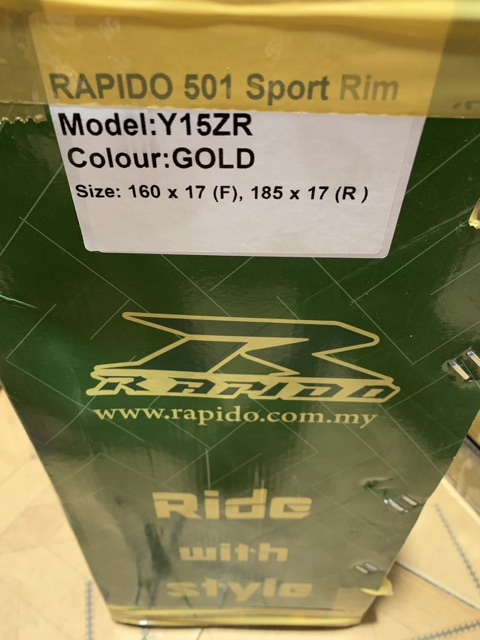 RAPIDO 501 Sport Rim
Model:Y15ZR
Colour:GOLD
Size: 160 x 17 (F), 185 x 17 (R )
R
RAPIDO
www.rapido.com.my
Ride
with
style